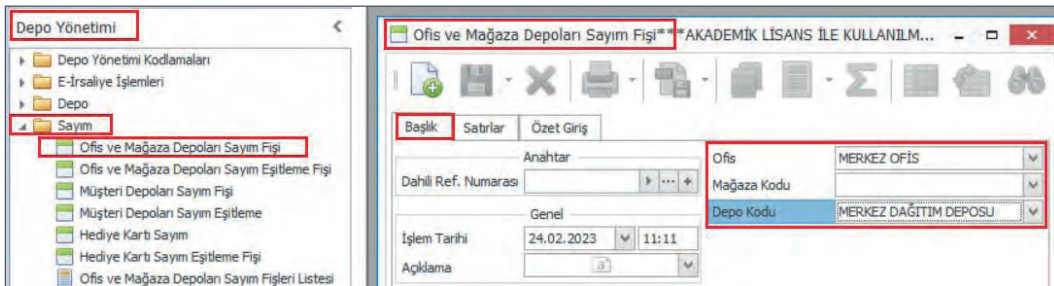 Depo Yönetimi
Depo Yönetimi Kodlamaları
E-İrsaliye İşlemleri
Depo
Sayım
Ofis ve Mağaza Depoları Sayım Fişi
Ofis ve Mağaza Depoları Sayım Eşitleme Fişi
Müşteri Depoları Sayım Fişi
Müşteri Depoları Sayım Eşitleme
Hediye Kartı Sayım
Hediye Kartı Sayım Eşitleme Fişi
Ofis ve Mağaza Depoları Sayım Fişleri Listesi
Ofis ve Mağaza Depoları Sayım Fişi***AKADEMİK LİSANS İLE KULLANILM...
Başlık Satırlar Özet Giriş
Anahtar
Dahili Ref. Numarası
Genel
İşlem Tarihi 24.02.2023 11:11
Açıklama a
Ofis MERKEZ OFİS
Mağaza Kodu
Depo Kodu MERKEZ DAĞITIM DEPOSU